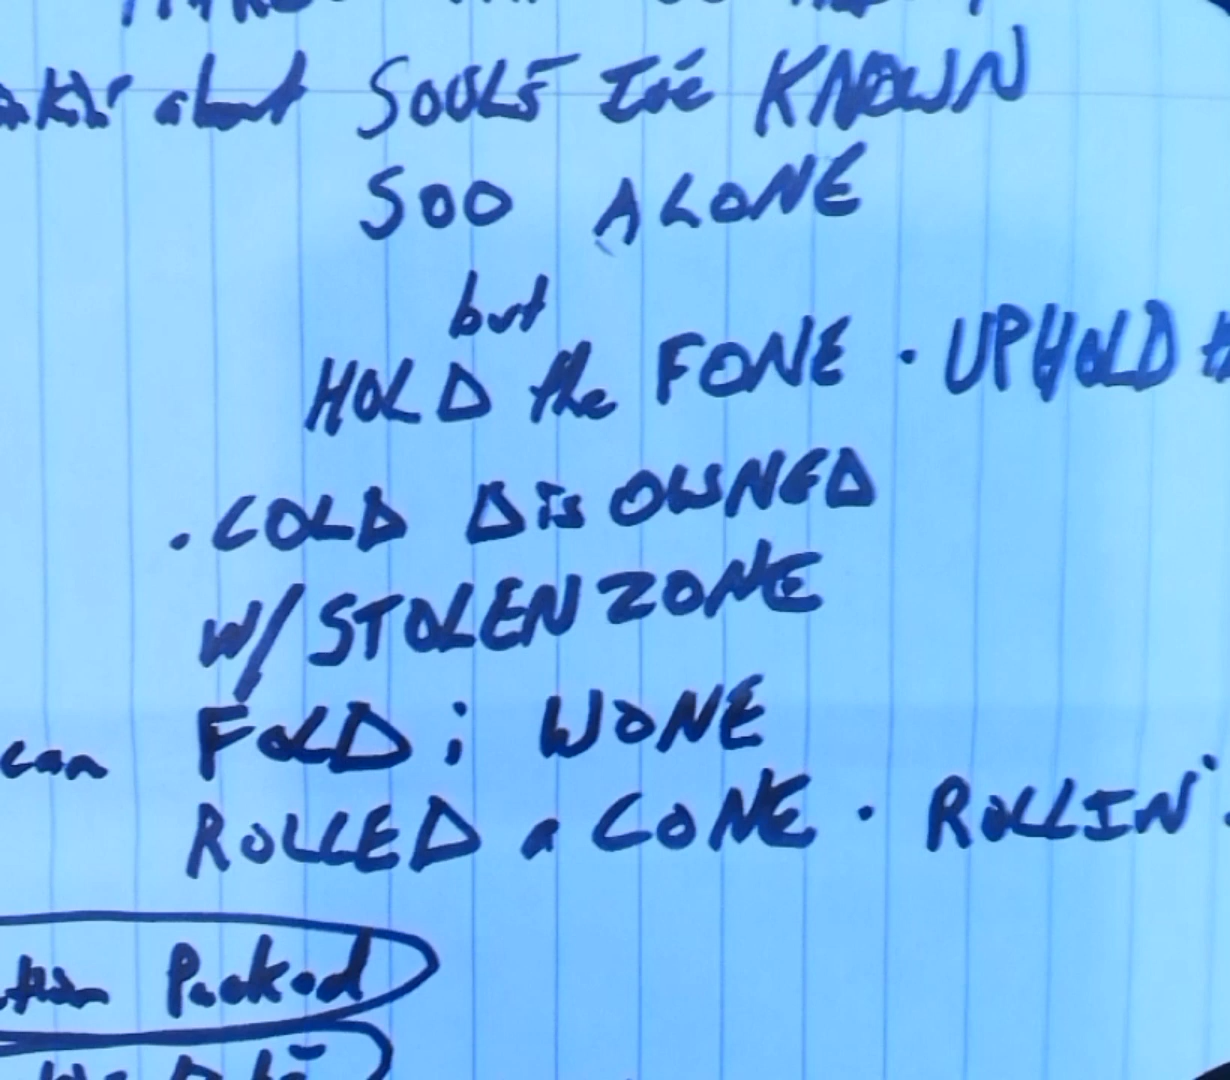 about SOULS I've KNOWN
SOO ALONE
but
HOLD the FONE · UPHOLD
· COLD DisOWNED
w/ STOLEN ZONE
can FOLD ; WONE
ROLLED a CONE · ROLLIN'
Packed